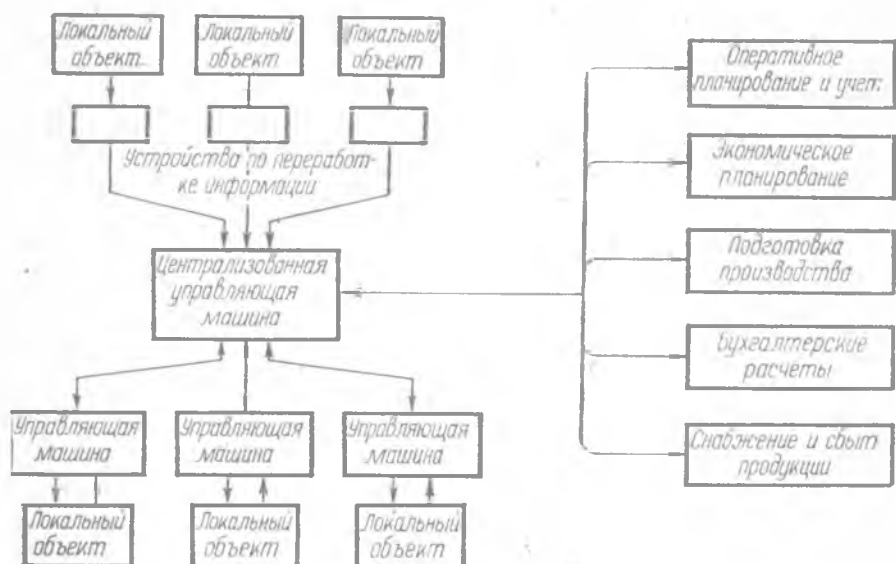 Локальный
объект
Локальный
объект
Локальный
объект
Устройства по переработ-
ке информации
Централизованная
управляющая
машина
Управляющая
машина
Управляющая
машина
Управляющая
машина
Локальный
объект
Локальный
объект
Локальный
объект
Оперативное
планирование и учет
Экономическое
планирование
Подготовка
производства
Бухгалтерские
расчёты
Снабжение и сбыт
продукции